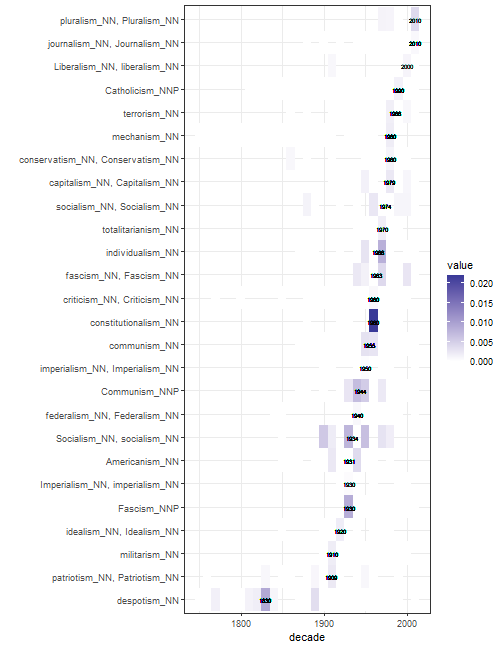 pluralism_NN, Pluralism_NN 2010
journalism_NN, Journalism_NN 2010
Liberalism_NN, liberalism_NN 2000
Catholicism_NNP 1990
terrorism_NN
mechanism_NN 1980
conservatism_NN, Conservatism_NN 1980
capitalism_NN, Capitalism_NN 1979
socialism_NN, Socialism_NN 1974
totalitarianism_NN 1970
individualism_NN
fascism_NN, Fascism_NN 1963
criticism_NN, Criticism_NN 1960
constitutionalism_NN
communism_NN 1955
imperialism_NN, Imperialism_NN 1950
Communism_NNP 1944
federalism_NN, Federalism_NN 1940
Socialism_NN, socialism_NN 1934
Americanism_NN 1931
Imperialism_NN, imperialism_NN 1930
Fascism_NNP 1930
idealism_NN, Idealism_NN 1920
militarism_NN 1910
patriotism_NN, Patriotism_NN 1909
despotism_NN 1830
1800 1900 2000
decade
value
0.020
0.015
0.010
0.005
0.000